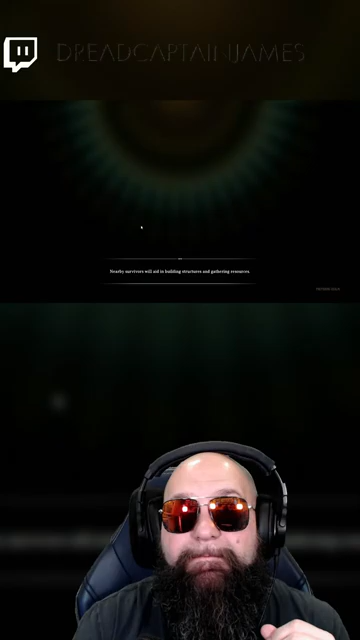 DREADCAPTAINJAMES
Nearby survivors will aid in building structures and gathering resources.